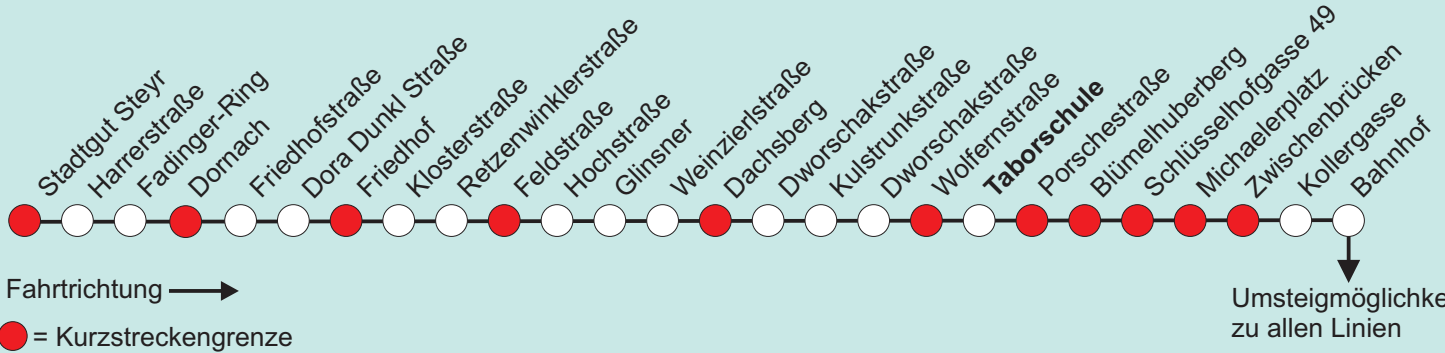 Stadtgut Steyr
Harrerstraße
Fadinger-Ring
Dornach
Friedhofstraße
Dora Dunkl Straße
Friedhof
Klosterstraße
Retzenwinklerstraße
Feldstraße
Hochstraße
Glinsner
Weinzierlstraße
Dachsberg
Dworschakstraße
Kulstrunkstraße
Dworschakstraße
Wolfernstraße
Taborschule
Porschestraße
Blümelhuberberg
Schlüsselhofgasse 49
Michaelerplatz
Zwischenbrücken
Kollergasse
Bahnhof
Fahrtrichtung
= Kurzstreckengrenze
Umsteigmöglichke
zu allen Linien